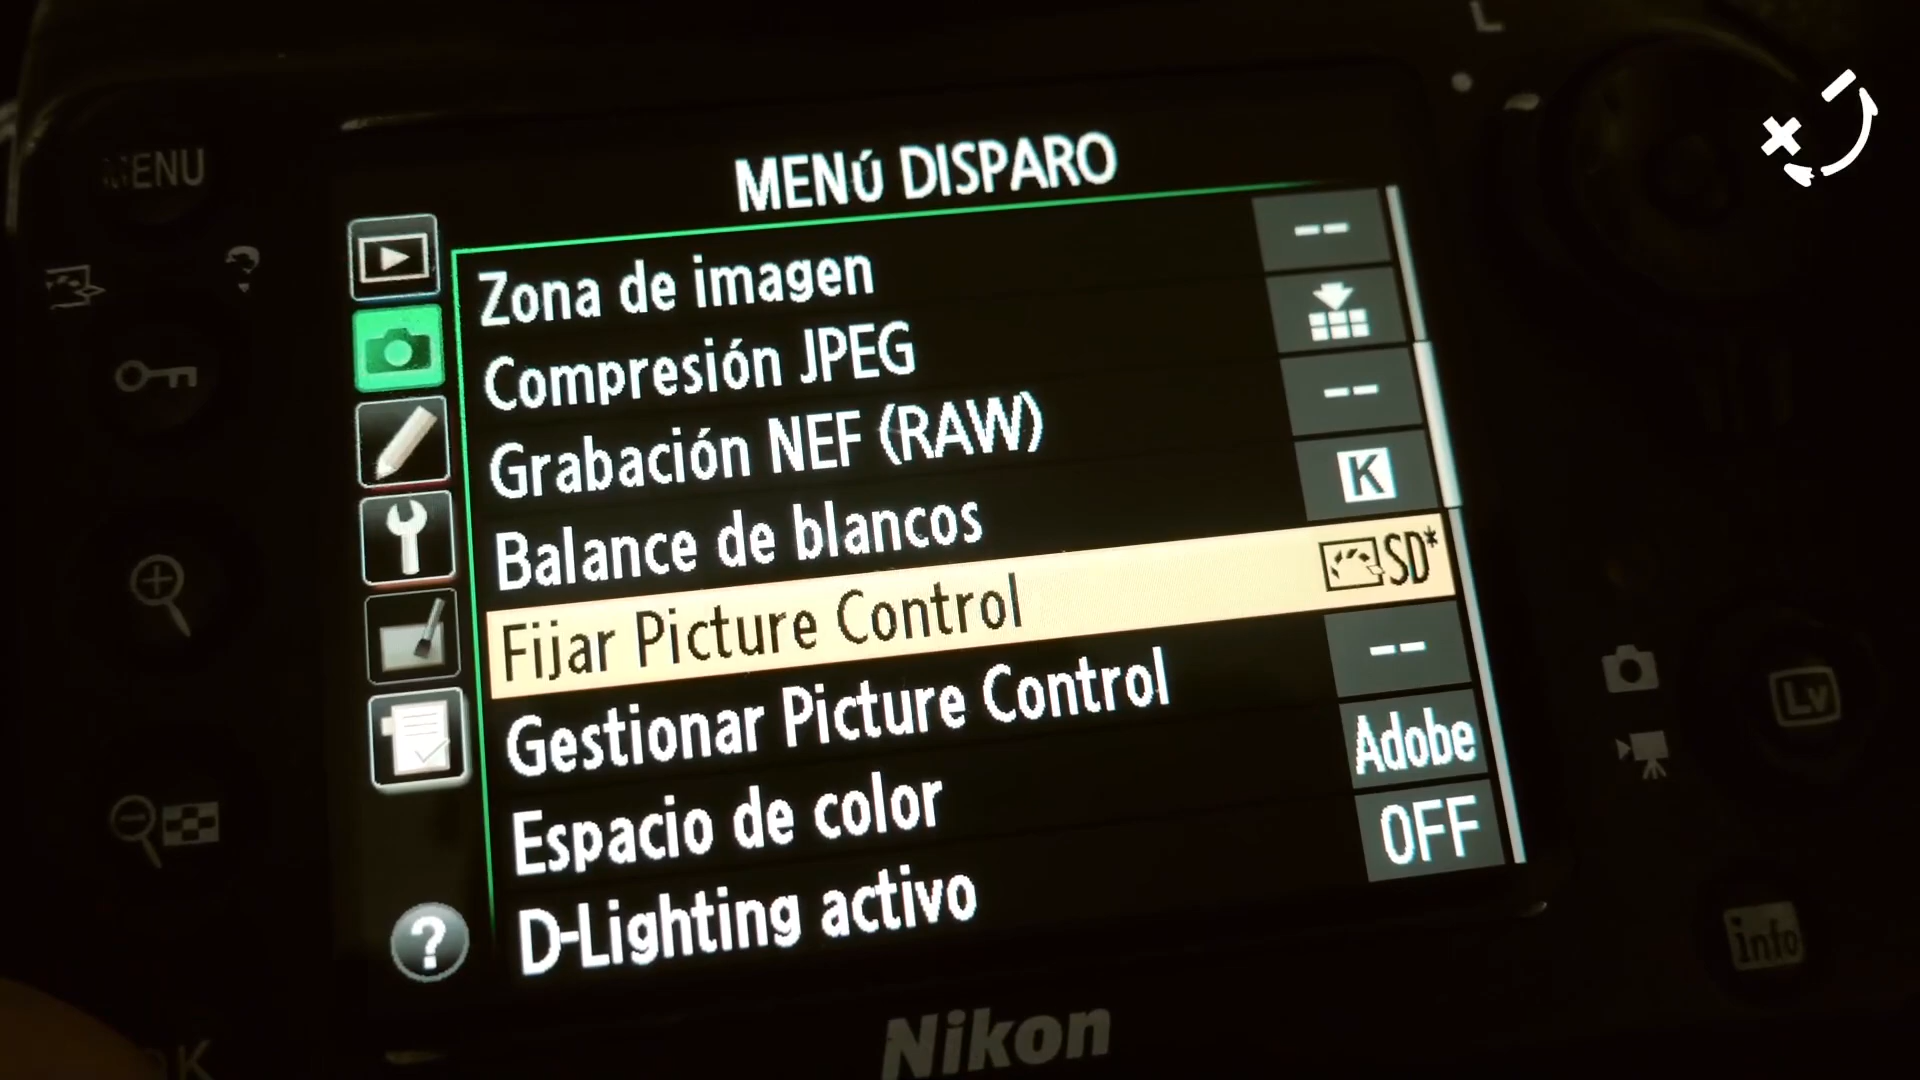 L
MENU
MENú DISPARO
Zona de imagen --
Compresión JPEG
Grabación NEF (RAW) --
Balance de blancos K
Fijar Picture Control SD*
Gestionar Picture Control --
Espacio de color Adobe
D-Lighting activo OFF
?
Lv
info
Nikon
OK